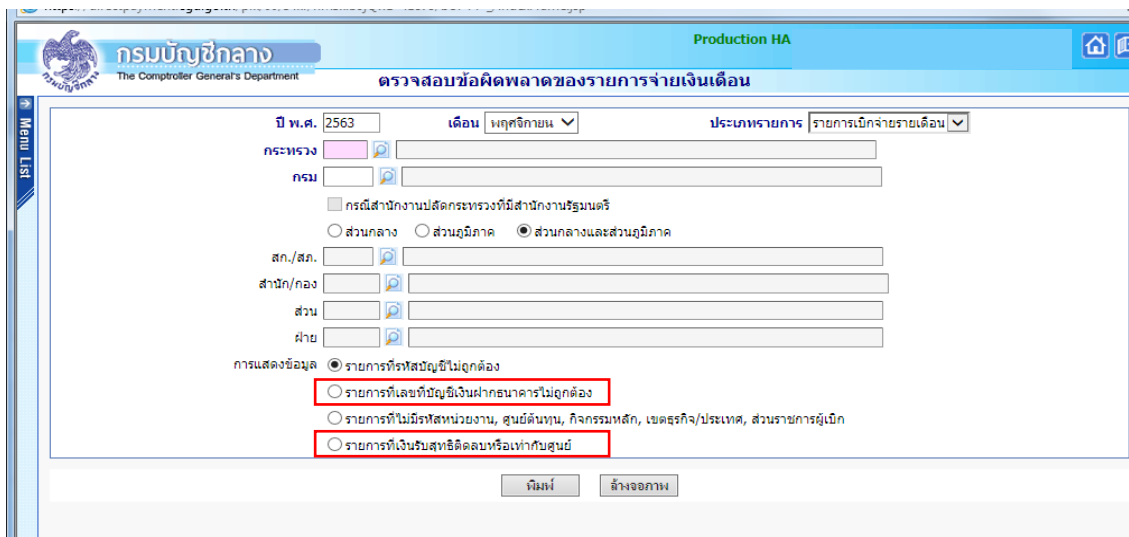 Production HA
กรมบัญชีกลาง
The Comptroller General's Department
ตรวจสอบข้อผิดพลาดของรายการจ่ายเงินเดือน
Menu List
ปี พ.ศ. 2563 เดือน พฤศจิกายน ประเภทรายการ รายการเบิกจ่ายรายเดือน
กระทรวง
กรม
กรณีสำนักงานปลัดกระทรวงที่มีสำนักงานรัฐมนตรี
ส่วนกลาง ส่วนภูมิภาค ส่วนกลางและส่วนภูมิภาค
สก./สภ.
สำนัก/กอง
ส่วน
ฝ่าย
การแสดงข้อมูล รายการที่รหัสบัญชีไม่ถูกต้อง
รายการที่เลขที่บัญชีเงินฝากธนาคารไม่ถูกต้อง
รายการที่ไม่มีรหัสหน่วยงาน, ศูนย์ต้นทุน, กิจกรรมหลัก, เขตธุรกิจ/ประเทศ, ส่วนราชการผู้เบิก
รายการที่เงินรับสุทธิติดลบหรือเท่ากับศูนย์
พิมพ์ ล้างจอภาพ